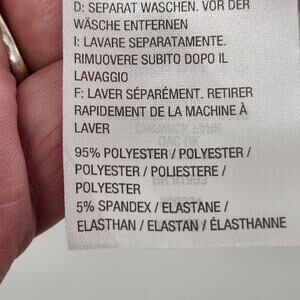 D: SEPARAT WASCHEN. VOR DER
WÄSCHE ENTFERNEN
I: LAVARE SEPARATAMENTE.
RIMUOVERE SUBITO DOPO IL
LAVAGGIO
F: LAVER SÉPARÉMENT. RETIRER
RAPIDEMENT DE LA MACHINE À
LAVER
95% POLYESTER / POLYESTER /
POLYESTER / POLIESTERE /
POLYESTER
5% SPANDEX / ELASTANE /
ELASTHAN / ELASTAN / ÉLASTHANNE